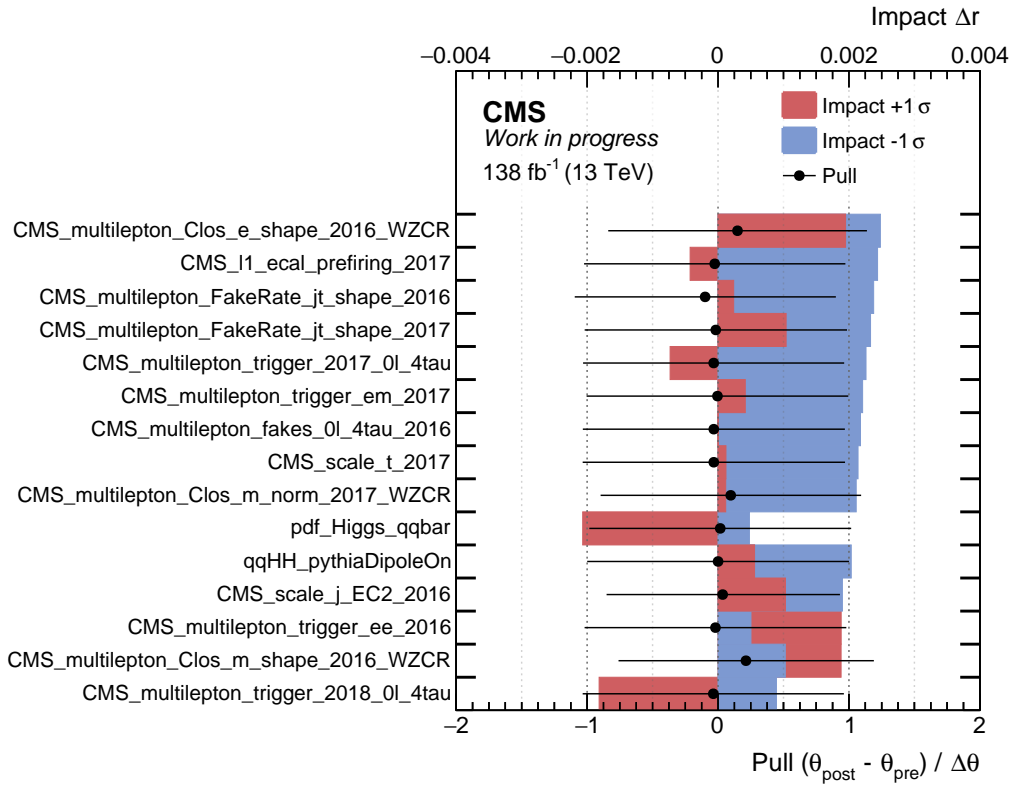 Impact Δr
−0.004 −0.002 0 0.002 0.004
CMS
Work in progress
138 fb⁻¹ (13 TeV)
Impact +1 σ
Impact -1 σ
Pull
CMS_multilepton_Clos_e_shape_2016_WZCR
CMS_l1_ecal_prefiring_2017
CMS_multilepton_FakeRate_jt_shape_2016
CMS_multilepton_FakeRate_jt_shape_2017
CMS_multilepton_trigger_2017_0l_4tau
CMS_multilepton_trigger_em_2017
CMS_multilepton_fakes_0l_4tau_2016
CMS_scale_t_2017
CMS_multilepton_Clos_m_norm_2017_WZCR
pdf_Higgs_qqbar
qqHH_pythiaDipoleOn
CMS_scale_j_EC2_2016
CMS_multilepton_trigger_ee_2016
CMS_multilepton_Clos_m_shape_2016_WZCR
CMS_multilepton_trigger_2018_0l_4tau
−2 −1 0 1 2
Pull (θpost - θpre) / Δθ